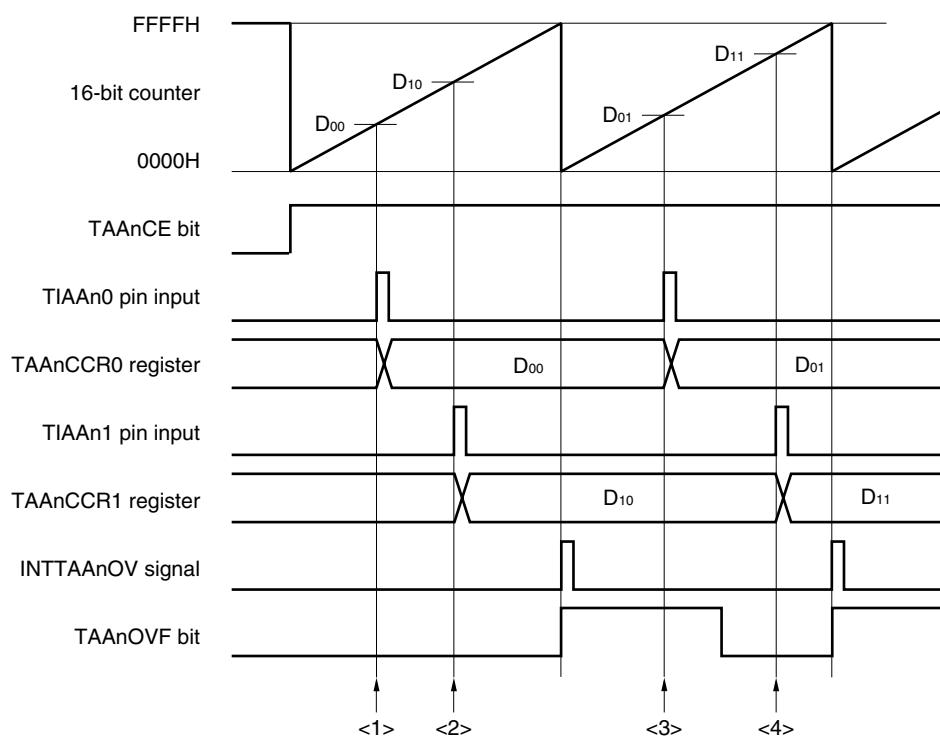 FFFFH
16-bit counter
0000H
D00
D10
D01
D11
TAAnCE bit
TIAAn0 pin input
TAAnCCR0 register
D00
D01
TIAAn1 pin input
TAAnCCR1 register
D10
D11
INTTAAnOV signal
TAAnOVF bit
<1>
<2>
<3>
<4>